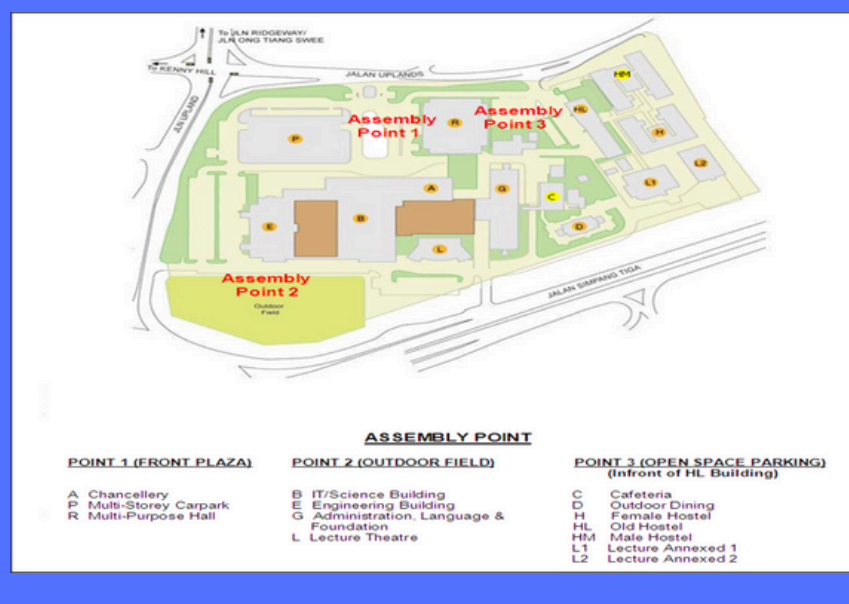 To JLN RIDGEWAY/
JLN ONG TIANG SWEE
To KENNY HILL
JALAN UPLANDS
JLN UPLAND
HM
HL
Assembly
Point 1
Assembly
Point 3
P
R
H
L2
L1
A
G
C
E
B
D
L
Assembly
Point 2
Outdoor
Field
JALAN SIMPANG TIGA
ASSEMBLY POINT
POINT 1 (FRONT PLAZA)
A Chancellery
P Multi-Storey Carpark
R Multi-Purpose Hall
POINT 2 (OUTDOOR FIELD)
B IT/Science Building
E Engineering Building
G Administration, Language &
Foundation
L Lecture Theatre
POINT 3 (OPEN SPACE PARKING)
(Infront of HL Building)
C Cafeteria
D Outdoor Dining
H Female Hostel
HL Old Hostel
HM Male Hostel
L1 Lecture Annexed 1
L2 Lecture Annexed 2